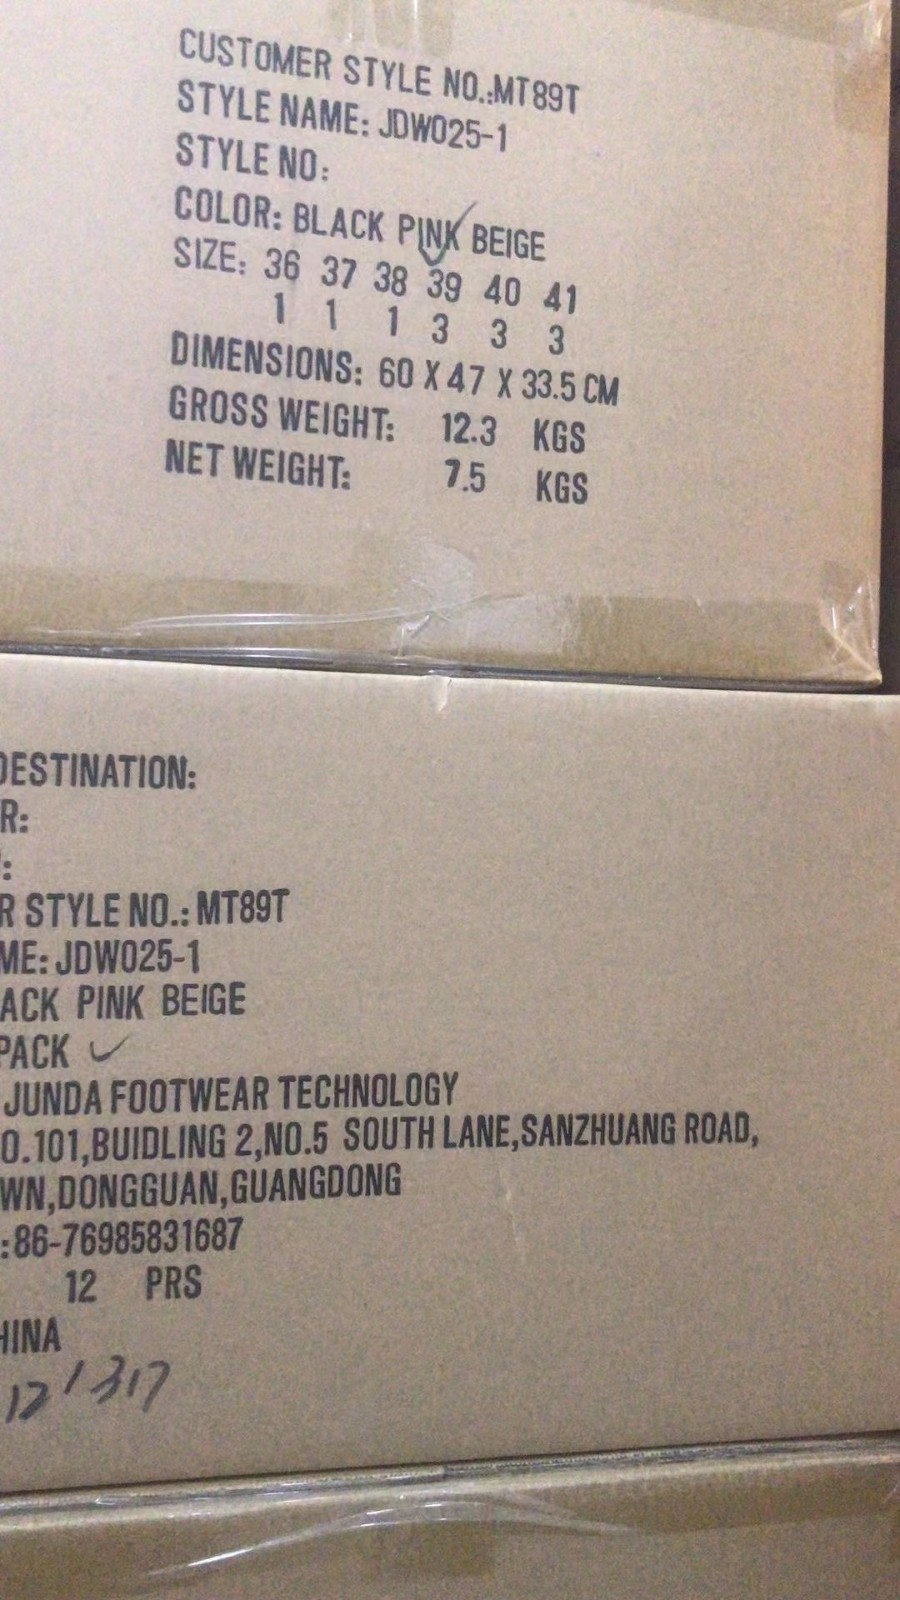 CUSTOMER STYLE NO.:MT89T
STYLE NAME: JDW025-1
STYLE NO:
COLOR: BLACK PINK BEIGE
SIZE: 36 37 38 39 40 41
1 1 1 3 3 3
DIMENSIONS: 60 X 47 X 33.5 CM
GROSS WEIGHT: 12.3 KGS
NET WEIGHT: 7.5 KGS
DESTINATION:
R:
:
R STYLE NO.: MT89T
ME: JDW025-1
ACK PINK BEIGE
PACK ✓
JUNDA FOOTWEAR TECHNOLOGY
O.101,BUIDLING 2,NO.5 SOUTH LANE,SANZHUANG ROAD,
WN,DONGGUAN,GUANGDONG
:86-76985831687
12 PRS
HINA
12/317